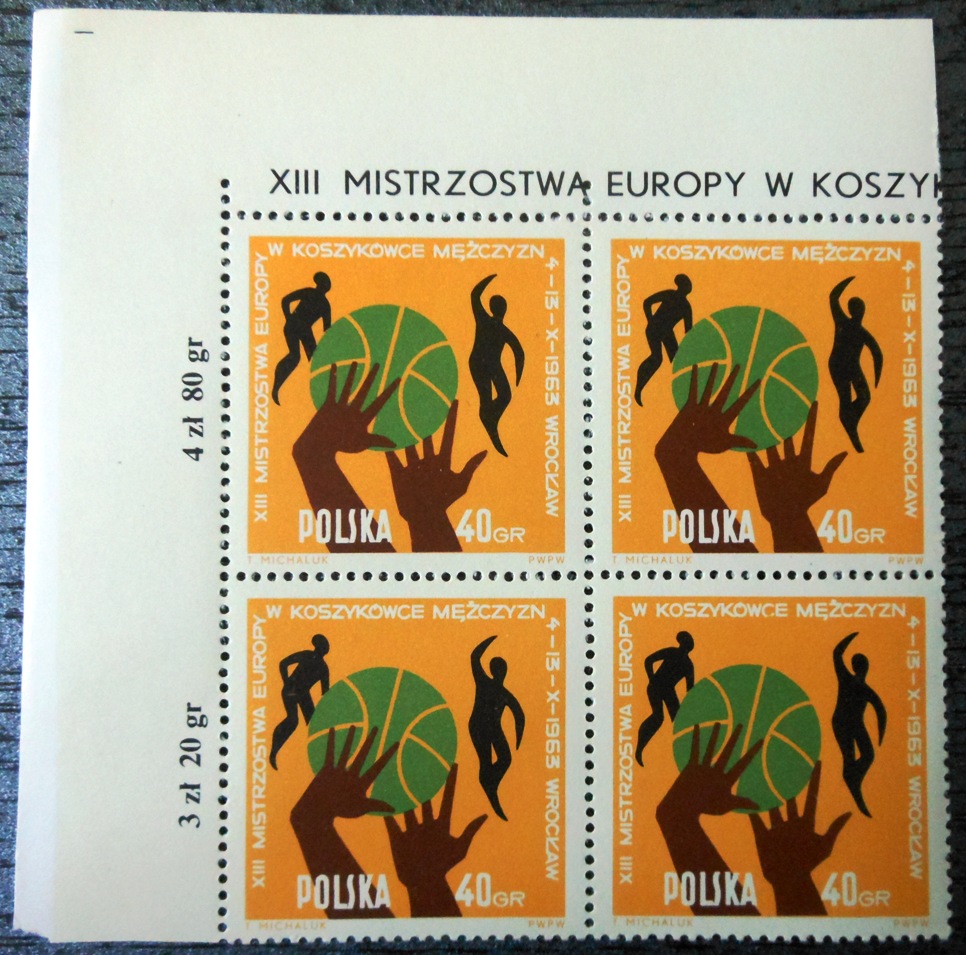 XIII MISTRZOSTWA EUROPY W KOSZY
4 zł 80 gr
XIII MISTRZOSTWA EUROPY
W KOSZYKÓWCE MĘŻCZYZN
4-13-X-1963 WROCŁAW
POLSKA 40GR
T. MICHALUK PWPW
XIII MISTRZOSTWA EUROPY
W KOSZYKÓWCE MĘŻCZYZN
4-13-X-1963 WROCŁAW
POLSKA 40GR
T. MICHALUK PWPW
3 zł 20 gr
XIII MISTRZOSTWA EUROPY
W KOSZYKÓWCE MĘŻCZYZN
4-13-X-1963 WROCŁAW
POLSKA 40GR
T. MICHALUK PWPW
XIII MISTRZOSTWA EUROPY
W KOSZYKÓWCE MĘŻCZYZN
4-13-X-1963 WROCŁAW
POLSKA 40GR
T. MICHALUK PWPW